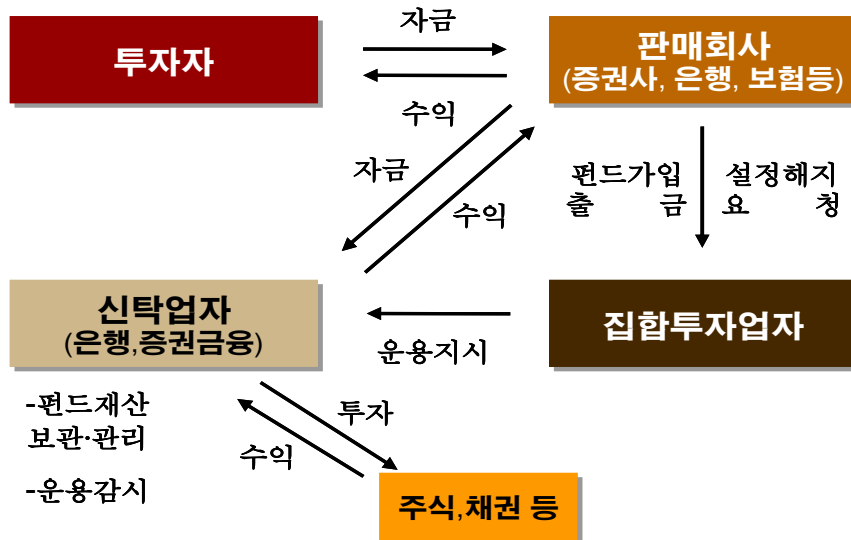 자금
투자자
판매회사
(증권사, 은행, 보험등)
수익
자금
수익
펀드가입 설정해지
출 금 요 청
신탁업자
(은행,증권금융)
집합투자업자
운용지시
-펀드재산
보관·관리
-운용감시
투자
수익
주식,채권 등